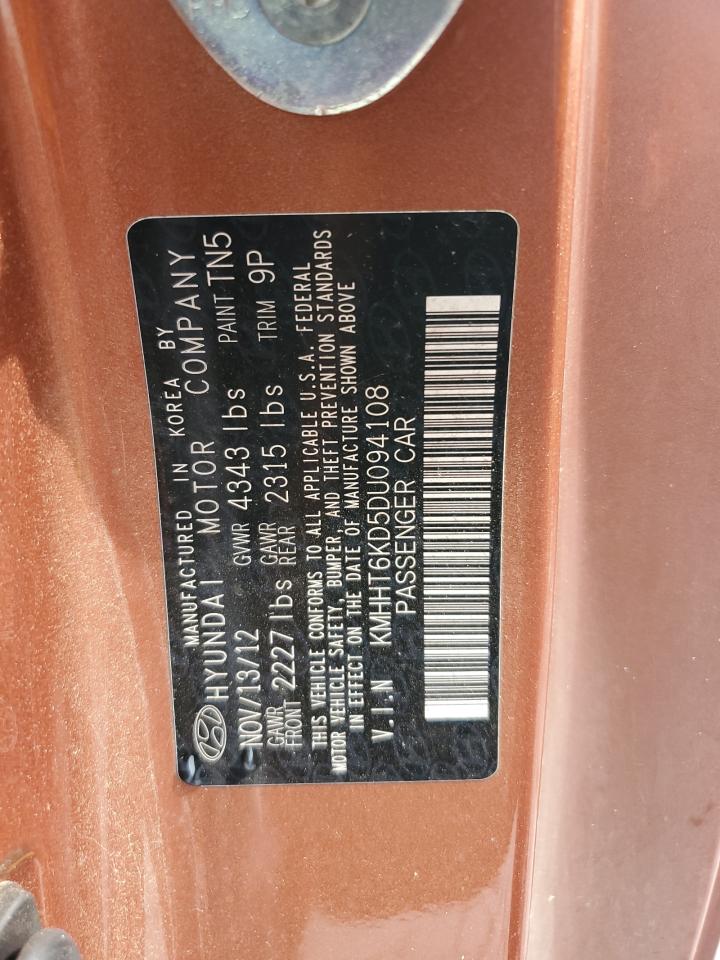 MANUFACTURED IN KOREA BY
HYUNDAI MOTOR COMPANY
NOV/13/12 GVWR 4343 lbs PAINT TN5
GAWR FRONT 2227 lbs GAWR REAR 2315 lbs TRIM 9P
THIS VEHICLE CONFORMS TO ALL APPLICABLE U.S.A. FEDERAL
MOTOR VEHICLE SAFETY, BUMPER, AND THEFT PREVENTION STANDARDS
IN EFFECT ON THE DATE OF MANUFACTURE SHOWN ABOVE
V.I.N KMHHT6KD5DU094108
PASSENGER CAR